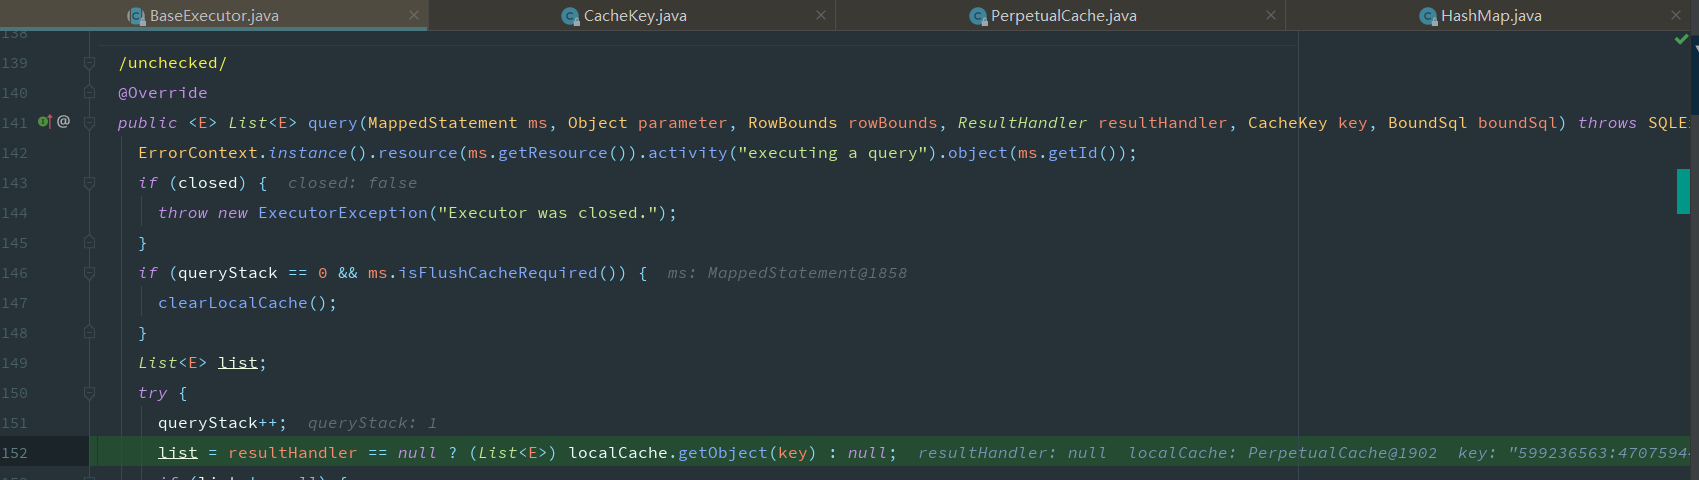 BaseExecutor.java CacheKey.java PerpetualCache.java HashMap.java
138
139 /unchecked/
140 @Override
141 @ public <E> List<E> query(MappedStatement ms, Object parameter, RowBounds rowBounds, ResultHandler resultHandler, CacheKey key, BoundSql boundSql) throws SQLE
142 ErrorContext.instance().resource(ms.getResource()).activity("executing a query").object(ms.getId());
143 if (closed) { closed: false
144 throw new ExecutorException("Executor was closed.");
145 }
146 if (queryStack == 0 && ms.isFlushCacheRequired()) { ms: MappedStatement@1858
147 clearLocalCache();
148 }
149 List<E> list;
150 try {
151 queryStack++; queryStack: 1
152 list = resultHandler == null ? (List<E>) localCache.getObject(key) : null; resultHandler: null localCache: PerpetualCache@1902 key: "599236563:4707594